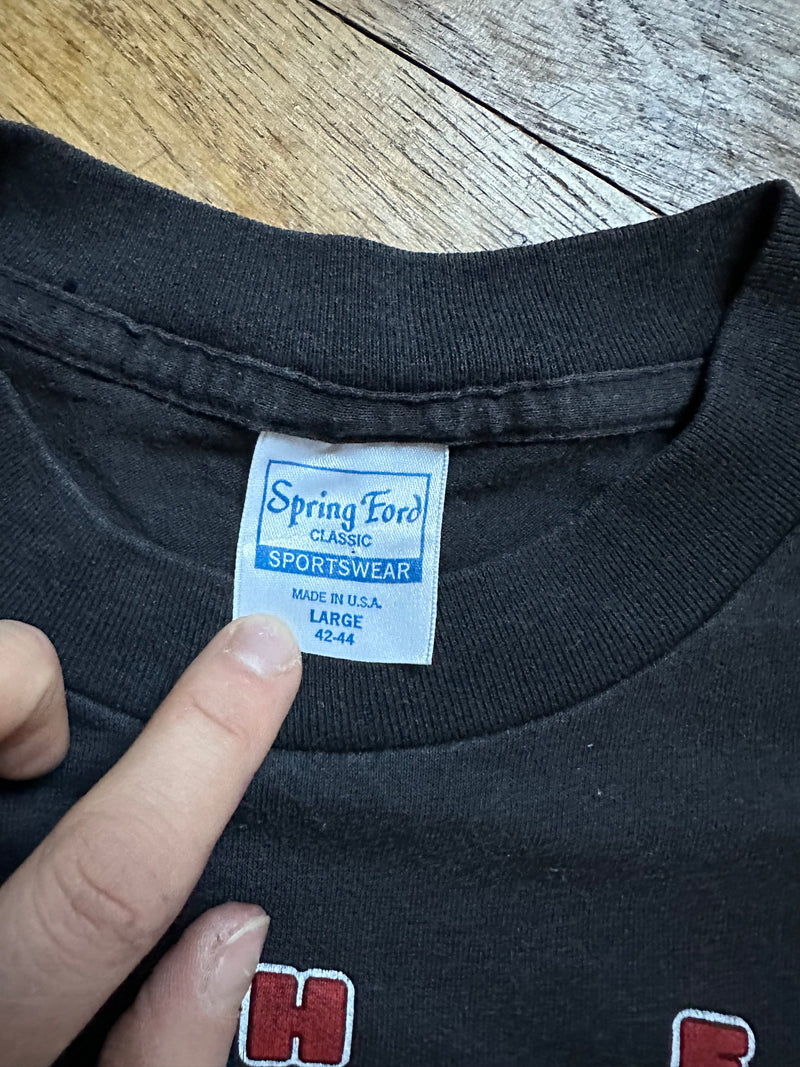 Spring Ford
CLASSIC
SPORTSWEAR
MADE IN U.S.A.
LARGE
42-44
H